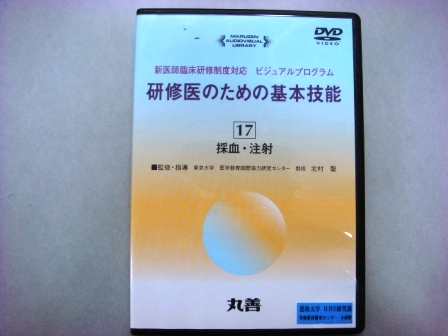 MARUZEN
AUDIOVISUAL
LIBRARY
DVD
VIDEO
新医師臨床研修制度対応 ビジュアルプログラム
研修医のための基本技能
17
採血・注射
■監修・指導 東京大学 医学教育国際協力研究センター 教授 北村 聖
丸善